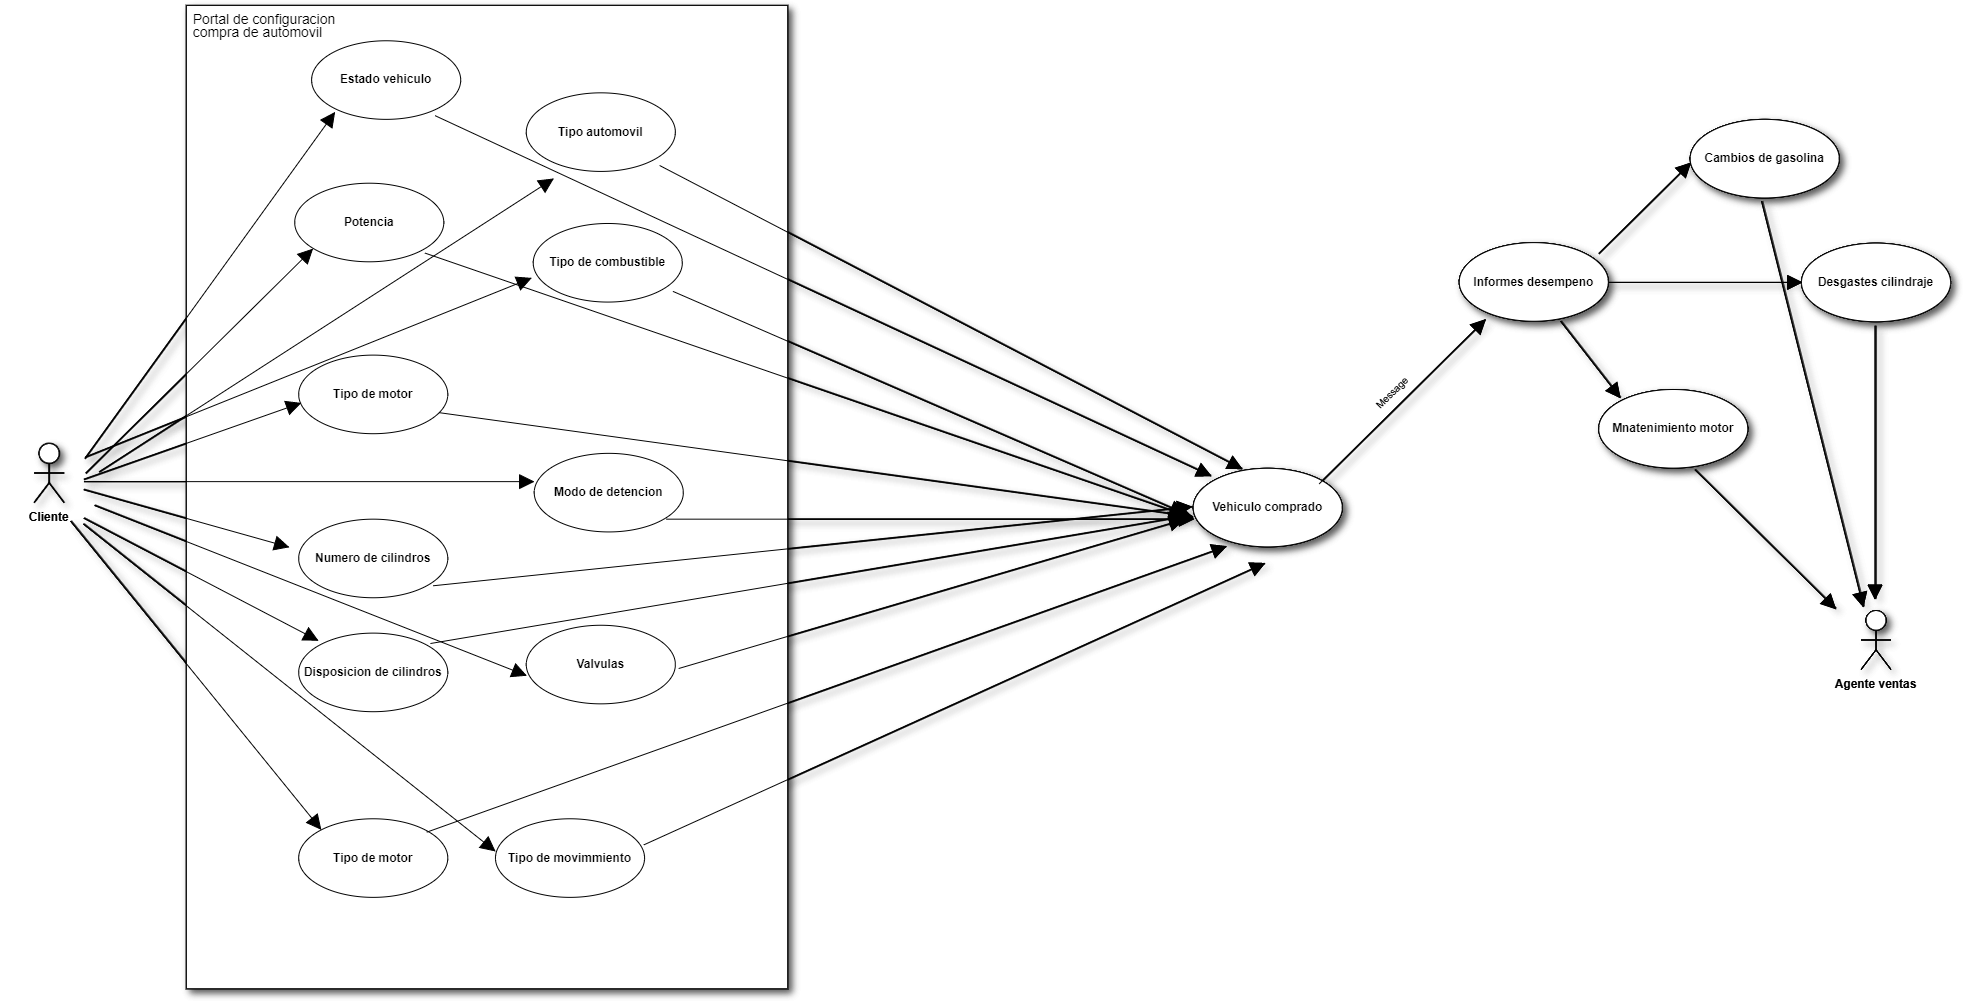 Portal de configuracion
compra de automovil
Estado vehiculo
Tipo automovil
Potencia
Tipo de combustible
Tipo de motor
Modo de detencion
Numero de cilindros
Disposicion de cilindros
Valvulas
Tipo de motor
Tipo de movimmiento
Cliente
Vehiculo comprado
Message
Informes desempeno
Cambios de gasolina
Desgastes cilindraje
Mnatenimiento motor
Agente ventas